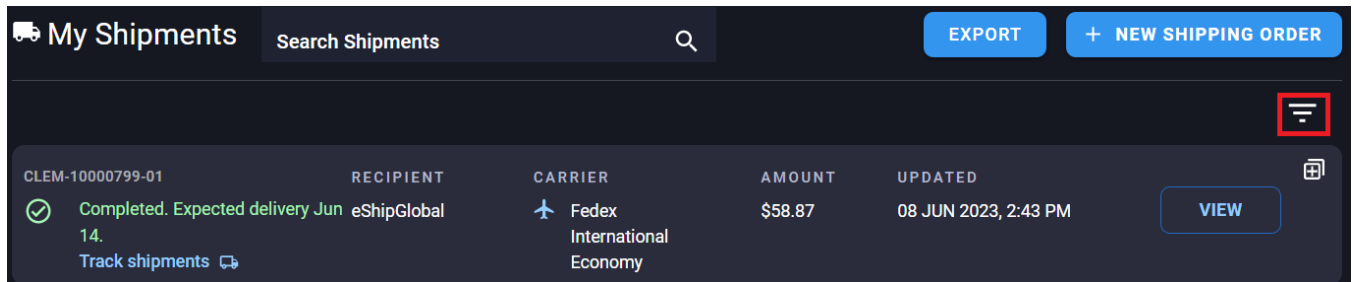 My Shipments
Search Shipments
EXPORT
+ NEW SHIPPING ORDER
CLEM-10000799-01
RECIPIENT
CARRIER
AMOUNT
UPDATED
Completed. Expected delivery Jun
14.
Track shipments
eShipGlobal
Fedex
International
Economy
$58.87
08 JUN 2023, 2:43 PM
VIEW